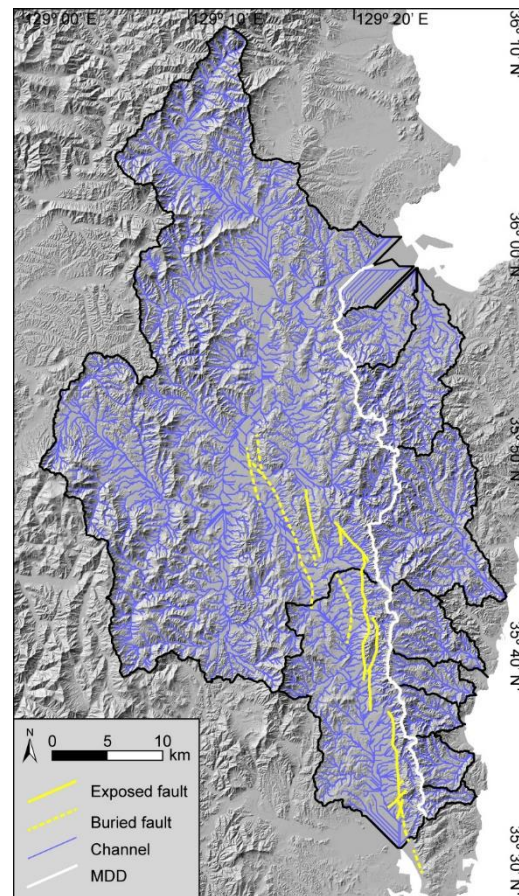 129° 00' E
129° 10' E
129° 20' E
36° 10' N
36° 00' N
35° 50' N
35° 40' N
35° 30' N
N
0
5
10
km
Exposed fault
Buried fault
Channel
MDD